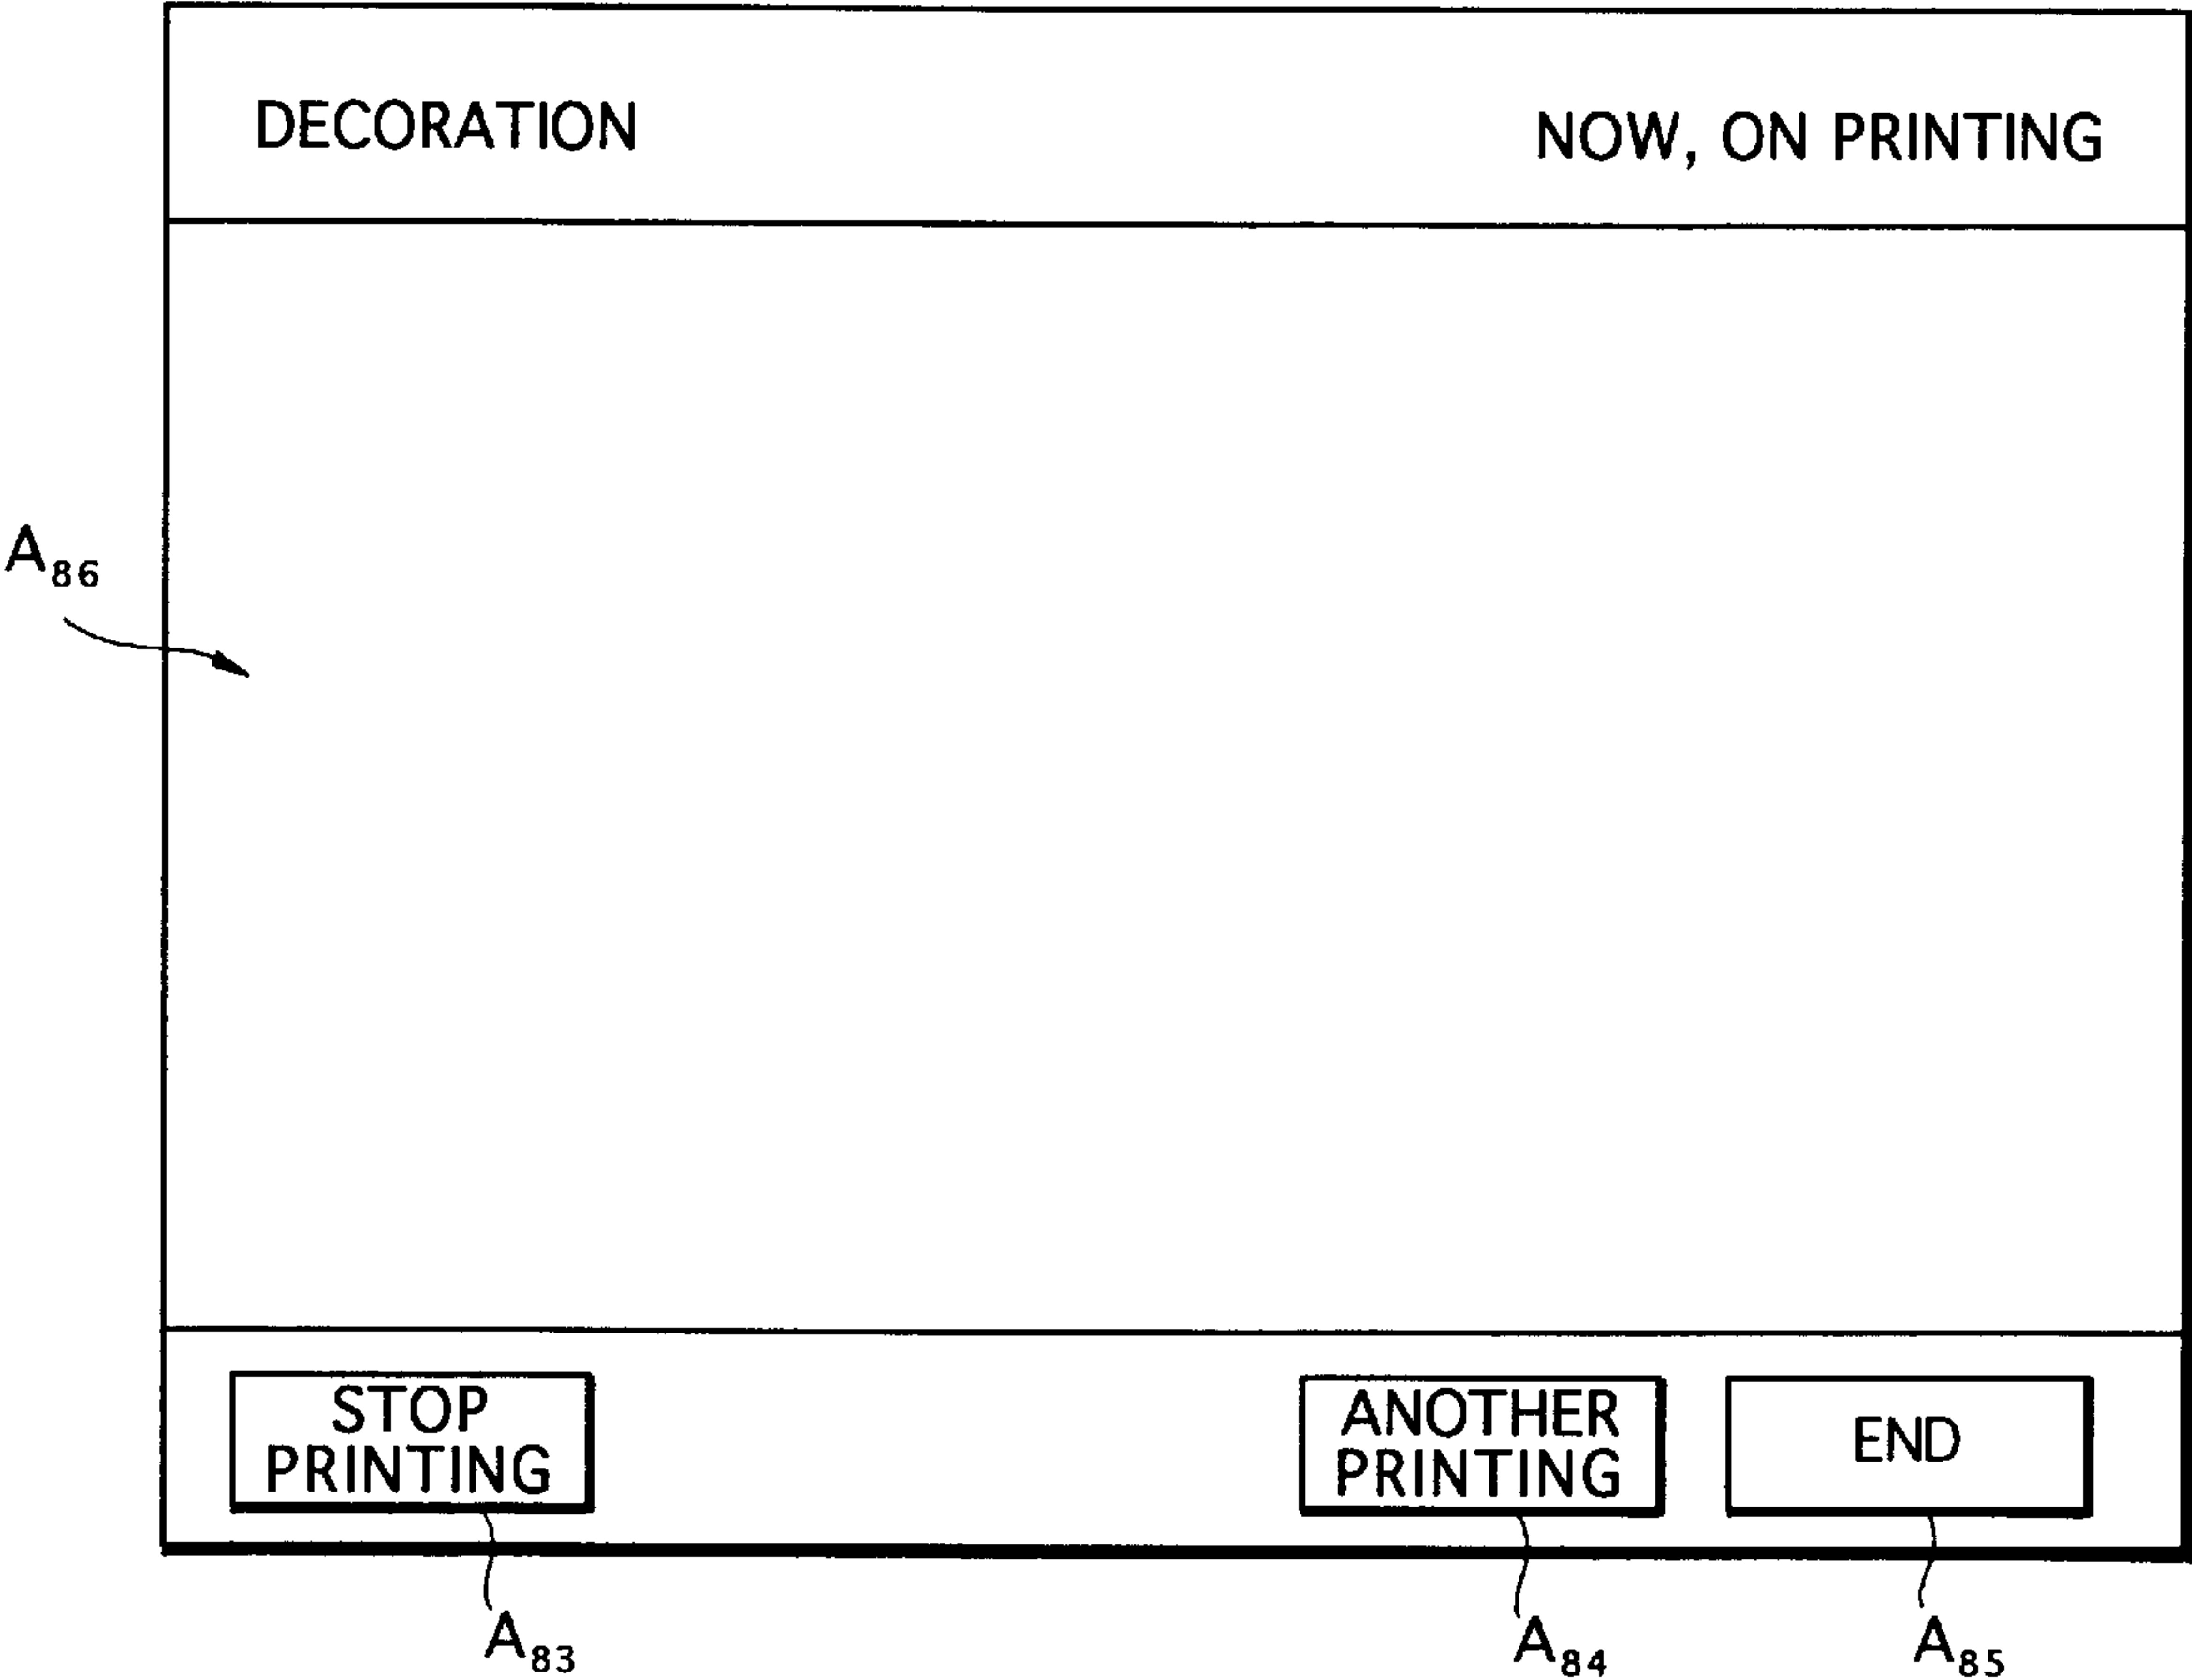 DECORATION
NOW, ON PRINTING
A86
STOP
PRINTING
ANOTHER
PRINTING
END
A83
A84
A85